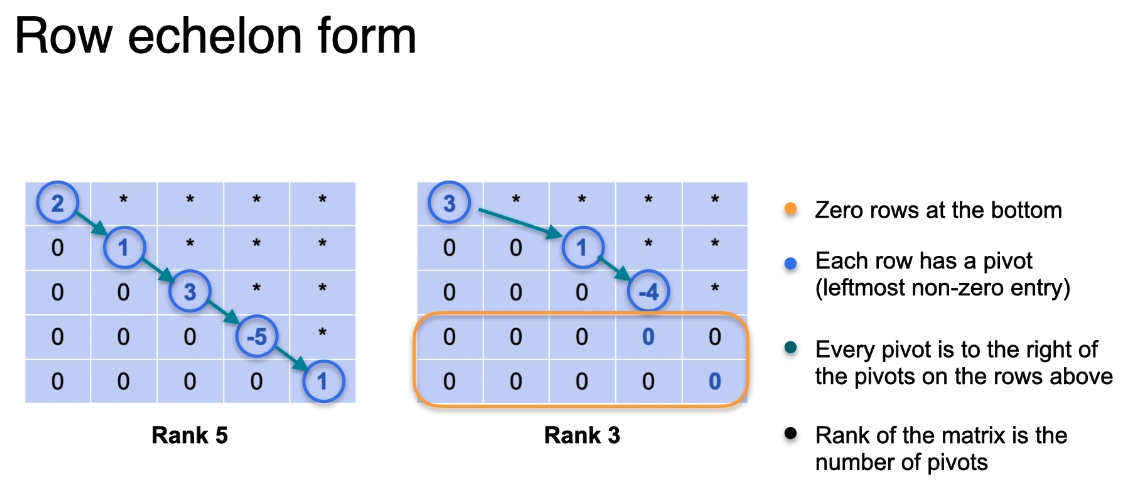 Row echelon form
2 * * * *
0 1 * * *
0 0 3 * *
0 0 0 -5 *
0 0 0 0 1
Rank 5
3 * * * *
0 0 1 * *
0 0 0 -4 *
0 0 0 0 0
0 0 0 0 0
Rank 3
Zero rows at the bottom
Each row has a pivot
(leftmost non-zero entry)
Every pivot is to the right of
the pivots on the rows above
Rank of the matrix is the
number of pivots